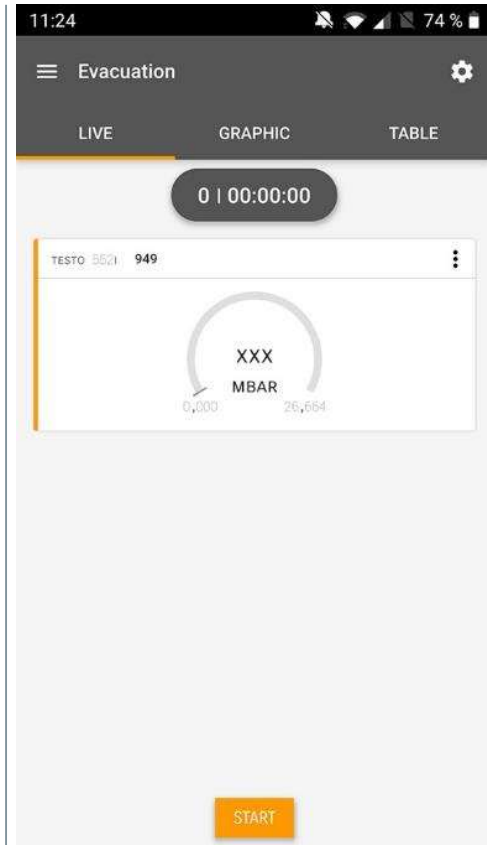 11:24 74 %
Evacuation
LIVE GRAPHIC TABLE
0 | 00:00:00
TESTO 552I 949
XXX
MBAR
0,000 26,664
START